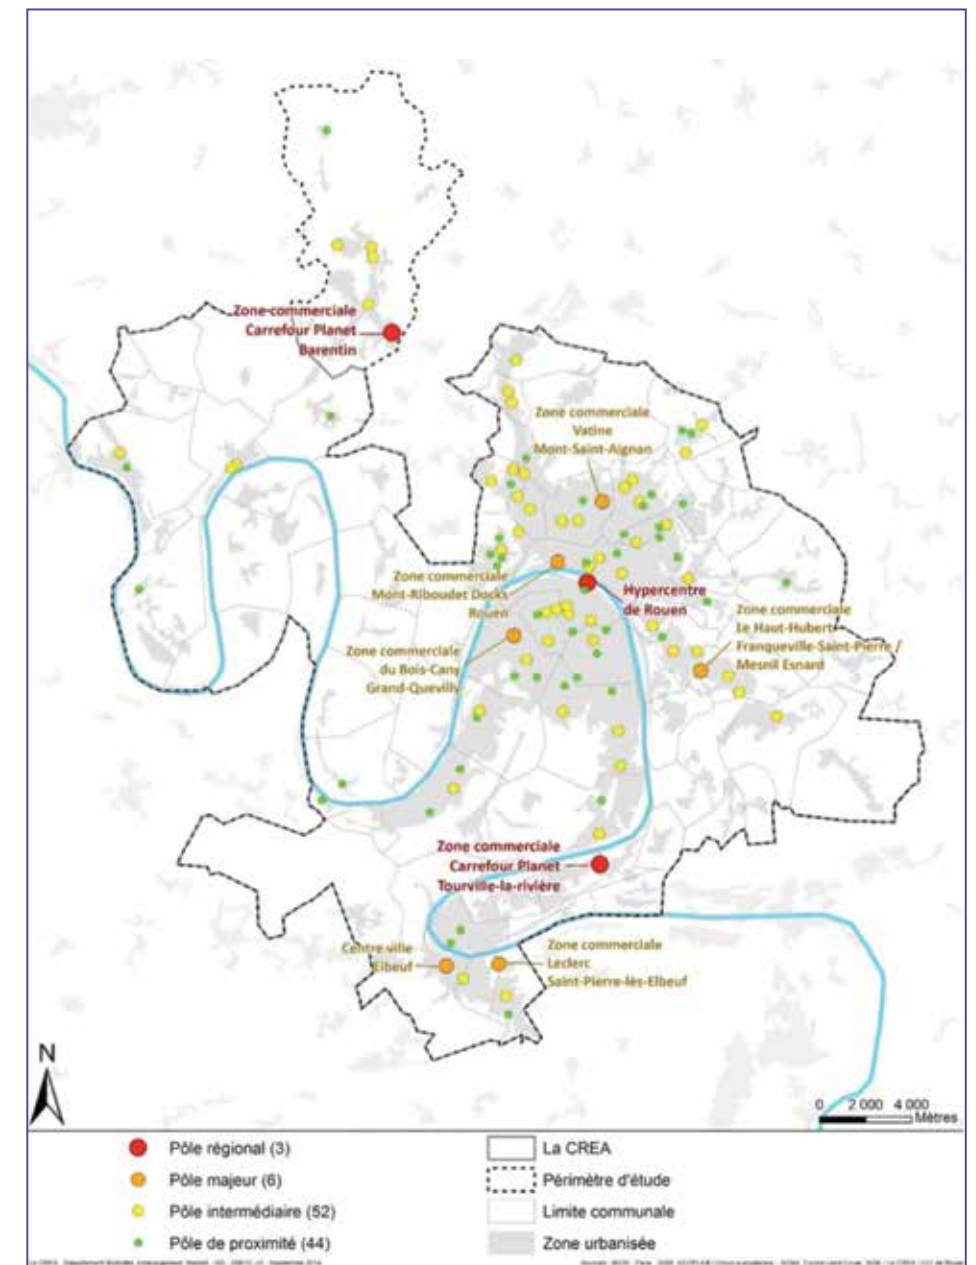 Zone commerciale
Carrefour Planet
Barentin
Zone commerciale
Vatine
Mont-Saint-Aignan
Zone commerciale
Mont-Riboudet Docks
Rouen
Hypercentre
de Rouen
Zone commerciale
Le Haut-Hubert
Franqueville-Saint-Pierre /
Mesnil Esnard
Zone commerciale
du Bois-Cany
Grand-Quevilly
Zone commerciale
Carrefour Planet
Tourville-la-rivière
Centre ville
Elbeuf
Zone commerciale
Leclerc
Saint-Pierre-lès-Elbeuf
N
0 2 000 4 000
Mètres
Pôle régional (3)
Pôle majeur (6)
Pôle intermédiaire (52)
Pôle de proximité (44)
La CREA
Périmètre d'étude
Limite communale
Zone urbanisée